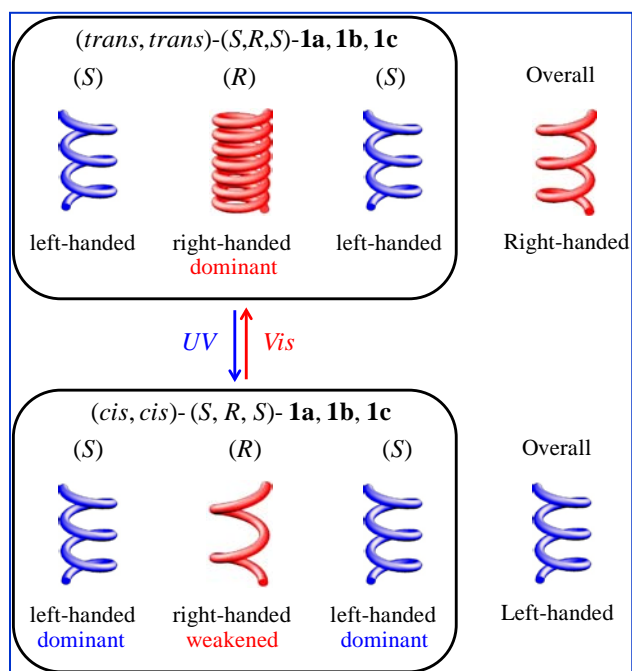 (trans, trans)-(S,R,S)-1a, 1b, 1c
(S) (R) (S) Overall
left-handed right-handed left-handed Right-handed
dominant
UV Vis
(cis, cis)- (S, R, S)- 1a, 1b, 1c
(S) (R) (S) Overall
left-handed right-handed left-handed Left-handed
dominant weakened dominant